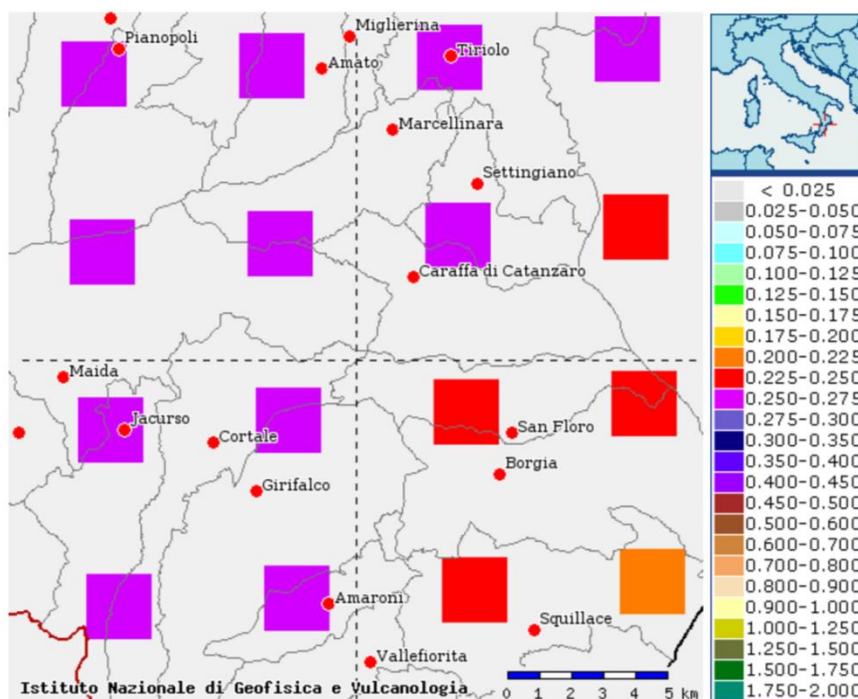 Miglierina
Pianopoli
Tiriolo
Amato
Marcellinara
Settingiano
Caraffa di Catanzaro
Maida
Jacurso
Cortale
San Floro
Girifalco
Borgia
Amaroni
Squillace
Vallefiorita
Istituto Nazionale di Geofisica e Vulcanologia
0 1 2 3 4 5 km
< 0.025
0.025-0.050
0.050-0.075
0.075-0.100
0.100-0.125
0.125-0.150
0.150-0.175
0.175-0.200
0.200-0.225
0.225-0.250
0.250-0.275
0.275-0.300
0.300-0.350
0.350-0.400
0.400-0.450
0.450-0.500
0.500-0.600
0.600-0.700
0.700-0.800
0.800-0.900
0.900-1.000
1.000-1.250
1.250-1.500
1.500-1.750
1.750-2.000